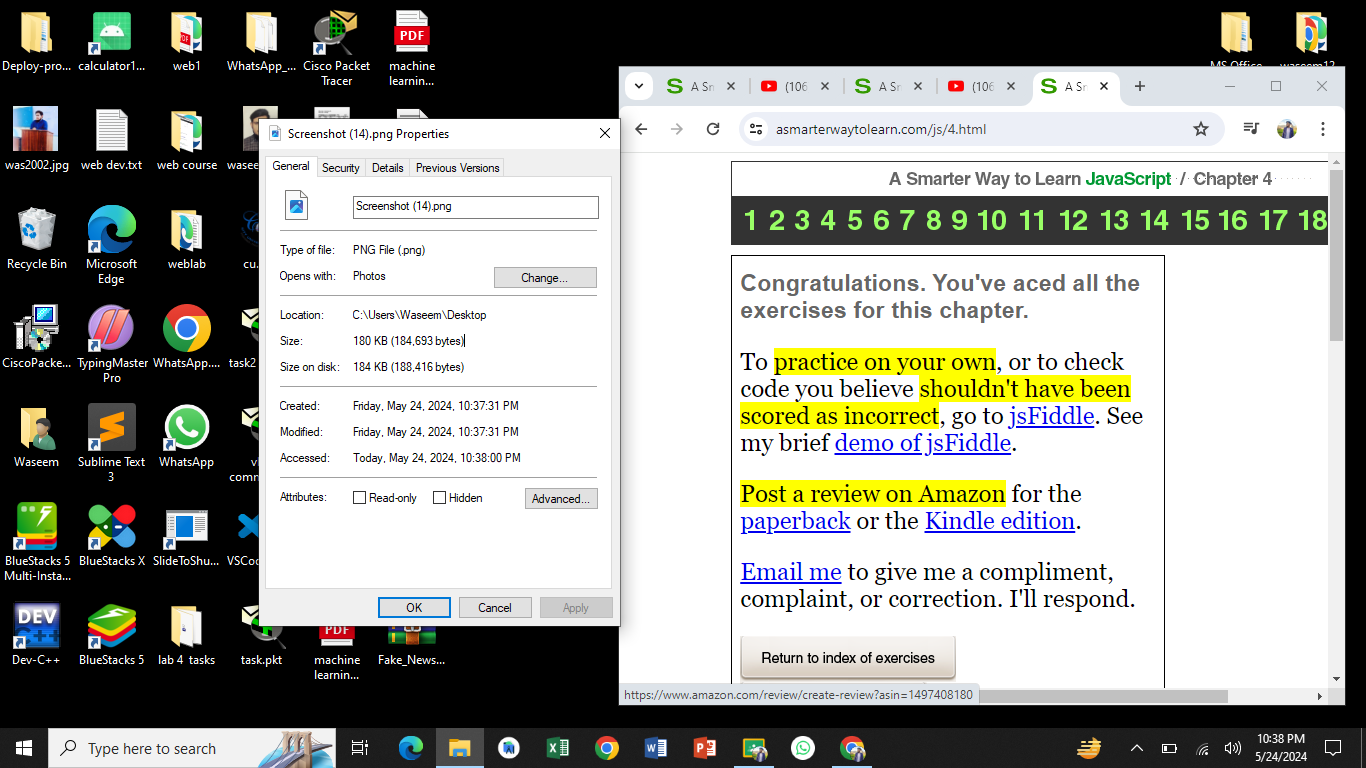 Deploy-pro...
calculator1...
web1
WhatsApp_...
Cisco Packet
Tracer
PDF
machine
learnin...
MS Office
waseem12
was2002.jpg
web dev.txt
web course
wasee
Recycle Bin
Microsoft
Edge
weblab
cu.
CiscoPacke...
TypingMaster
Pro
WhatsApp....
task2
Waseem
Sublime Text
3
WhatsApp
comm
BlueStacks 5
Multi-Insta...
BlueStacks X
SlideToShu...
VSCo
DEV
Dev-C++
BlueStacks 5
lab 4 tasks
task.pkt
PDF
machine
learnin...
Fake_News...
Screenshot (14).png Properties
General
Security
Details
Previous Versions
Screenshot (14).png
Type of file: PNG File (.png)
Opens with: Photos
Change...
Location: C:\Users\Waseem\Desktop
Size: 180 KB (184,693 bytes)
Size on disk: 184 KB (188,416 bytes)
Created: Friday, May 24, 2024, 10:37:31 PM
Modified: Friday, May 24, 2024, 10:37:31 PM
Accessed: Today, May 24, 2024, 10:38:00 PM
Attributes: Read-only Hidden Advanced...
OK Cancel Apply
A Sr (106 A Sr (106 A Sr
asmarterwaytolearn.com/js/4.html
A Smarter Way to Learn JavaScript / Chapter 4
1 2 3 4 5 6 7 8 9 10 11 12 13 14 15 16 17 18
Congratulations. You've aced all the
exercises for this chapter.
To practice on your own, or to check
code you believe shouldn't have been
scored as incorrect, go to jsFiddle. See
my brief demo of jsFiddle.
Post a review on Amazon for the
paperback or the Kindle edition.
Email me to give me a compliment,
complaint, or correction. I'll respond.
Return to index of exercises
https://www.amazon.com/review/create-review?asin=1497408180
Type here to search
10:38 PM
5/24/2024